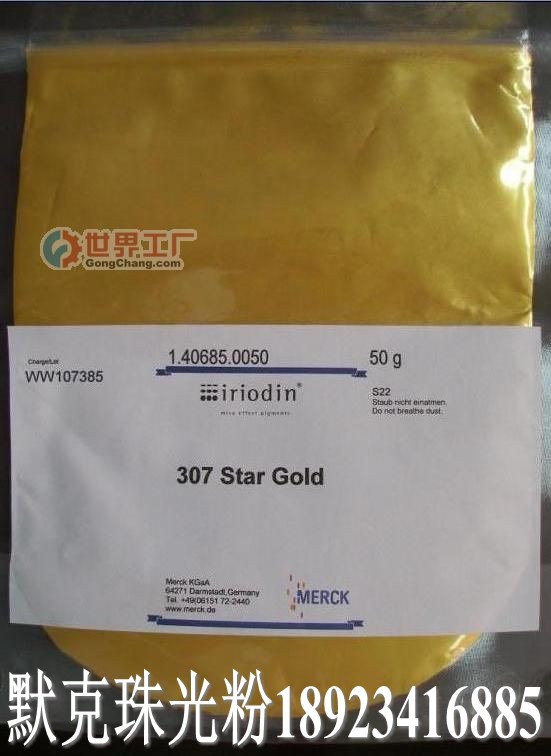 世界工厂
GongChang.com
Charge/Lot
WW107385
1.40685.0050
50 g
iriodin®
mica effect pigments
S22
Staub nicht einatmen.
Do not breathe dust.
307 Star Gold
Merck KGaA
64271 Darmstadt,Germany
Tel. +49(0)6151 72-2440
www.merck.de
MERCK
默克珠光粉18923416885